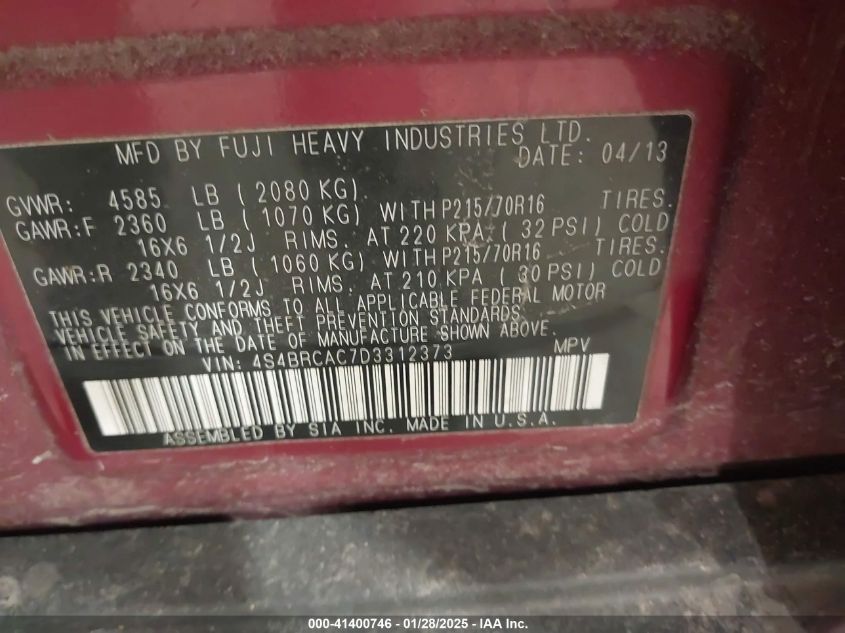 MFD BY FUJI HEAVY INDUSTRIES LTD.
DATE: 04/13
GVWR: 4585 LB ( 2080 KG)
GAWR:F 2360 LB ( 1070 KG) WITH P215/70R16 TIRES.
16X6 1/2J RIMS. AT 220 KPA ( 32 PSI) COLD
GAWR:R 2340 LB ( 1060 KG) WITH P215/70R16 TIRES.
16X6 1/2J RIMS. AT 210 KPA ( 30 PSI) COLD
THIS VEHICLE CONFORMS TO ALL APPLICABLE FEDERAL MOTOR
VEHICLE SAFETY AND THEFT PREVENTION STANDARDS
IN EFFECT ON THE DATE OF MANUFACTURE SHOWN ABOVE.
VIN: 4S4BRCAC7D3312373 MPV
ASSEMBLED BY SIA INC. MADE IN U.S.A.
000-41400746 | 01/28/2025 - IAA Inc.